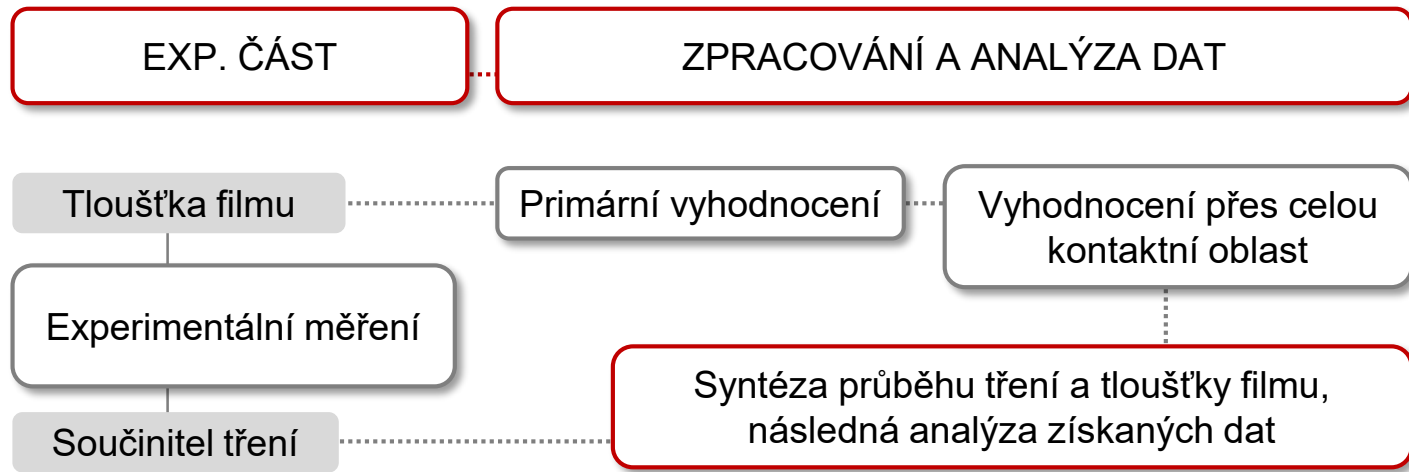 EXP. ČÁST
ZPRACOVÁNÍ A ANALÝZA DAT
Tloušťka filmu
Primární vyhodnocení
Vyhodnocení přes celou
kontaktní oblast
Experimentální měření
Syntéza průběhu tření a tloušťky filmu,
následná analýza získaných dat
Součinitel tření